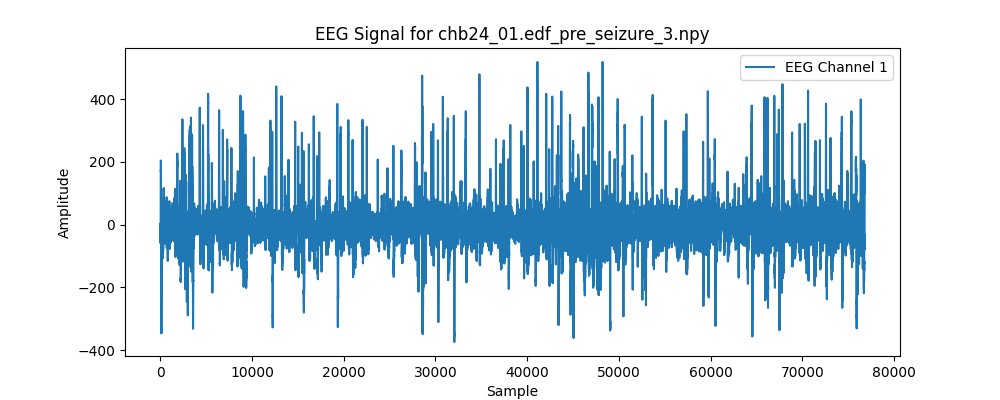 EEG Signal for chb24_01.edf_pre_seizure_3.npy
EEG Channel 1
400
200
0
−200
−400
Amplitude
0 10000 20000 30000 40000 50000 60000 70000 80000
Sample